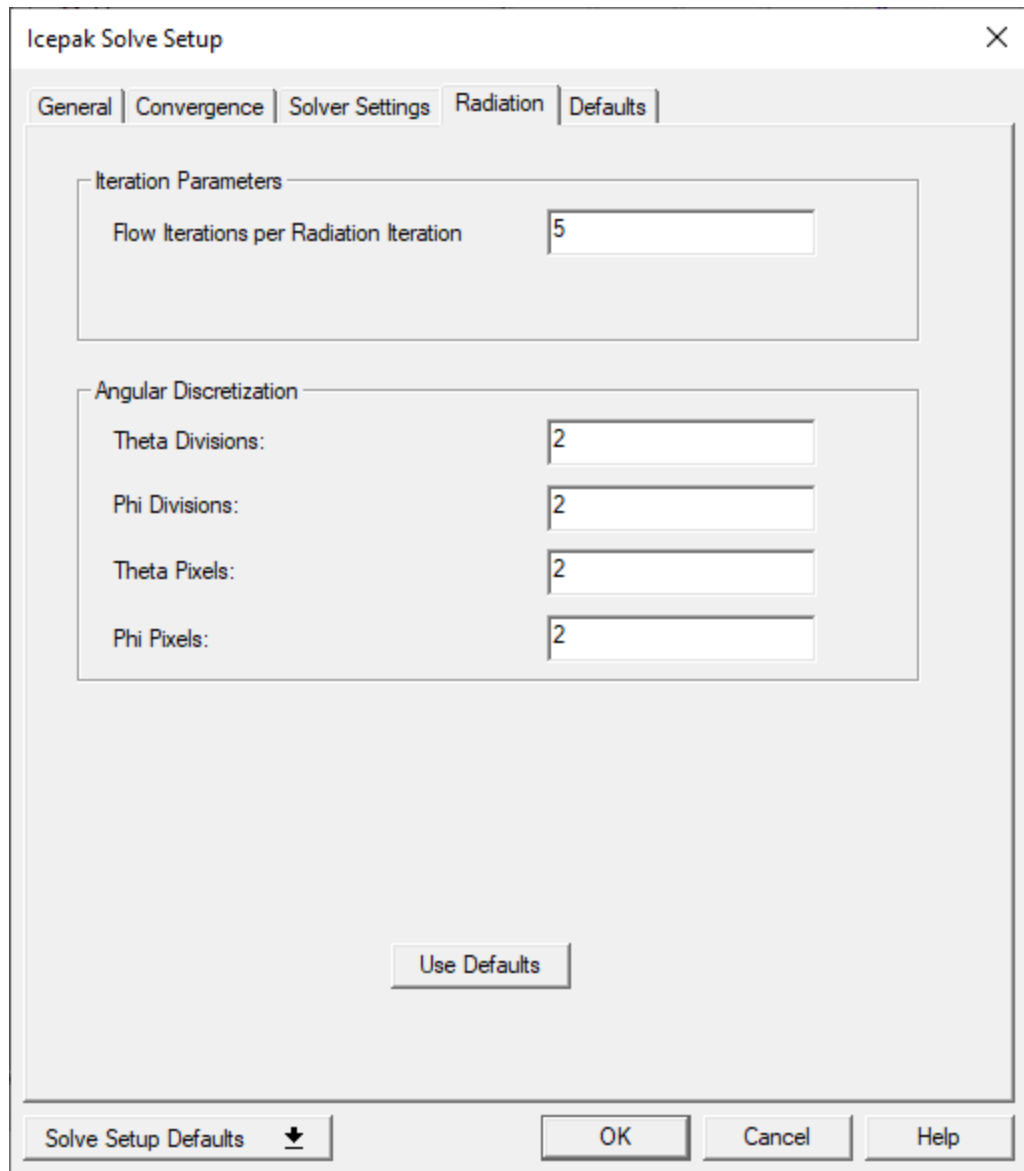 Icepak Solve Setup
General Convergence Solver Settings Radiation Defaults
Iteration Parameters
Flow Iterations per Radiation Iteration 5
Angular Discretization
Theta Divisions: 2
Phi Divisions: 2
Theta Pixels: 2
Phi Pixels: 2
Use Defaults
Solve Setup Defaults OK Cancel Help